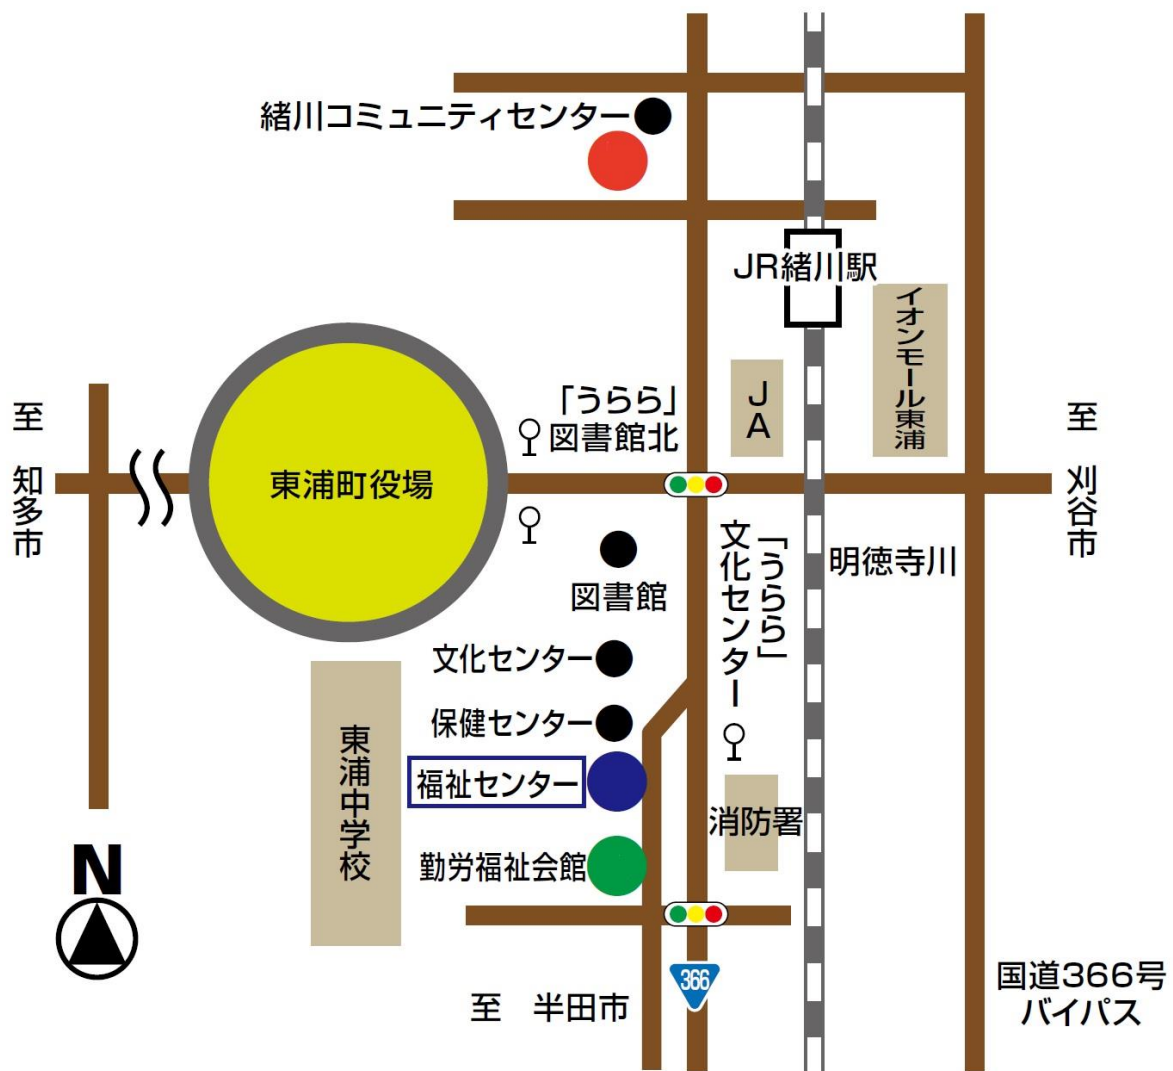 緒川コミュニティセンター
JR緒川駅
イオンモール東浦
JA
「うらら」
図書館北
至　知多市
東浦町役場
至　刈谷市
「うらら」
文化センター
明徳寺川
図書館
文化センター
保健センター
福祉センター
東浦中学校
消防署
勤労福祉会館
N
366
至　半田市
国道366号
バイパス